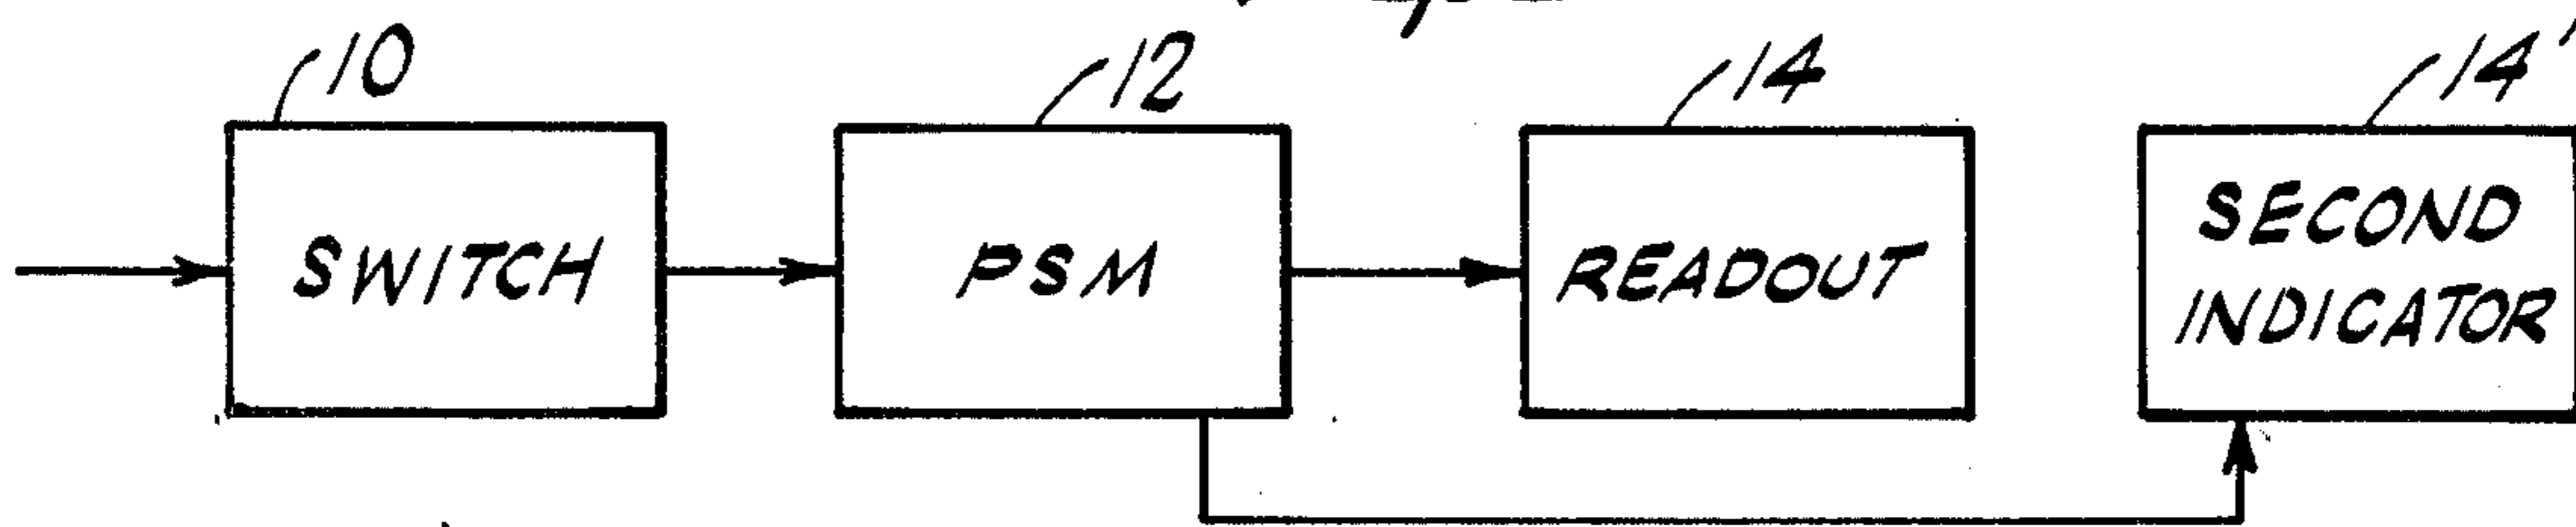 10
12
14
14'
SWITCH
PSM
READOUT
SECOND
INDICATOR